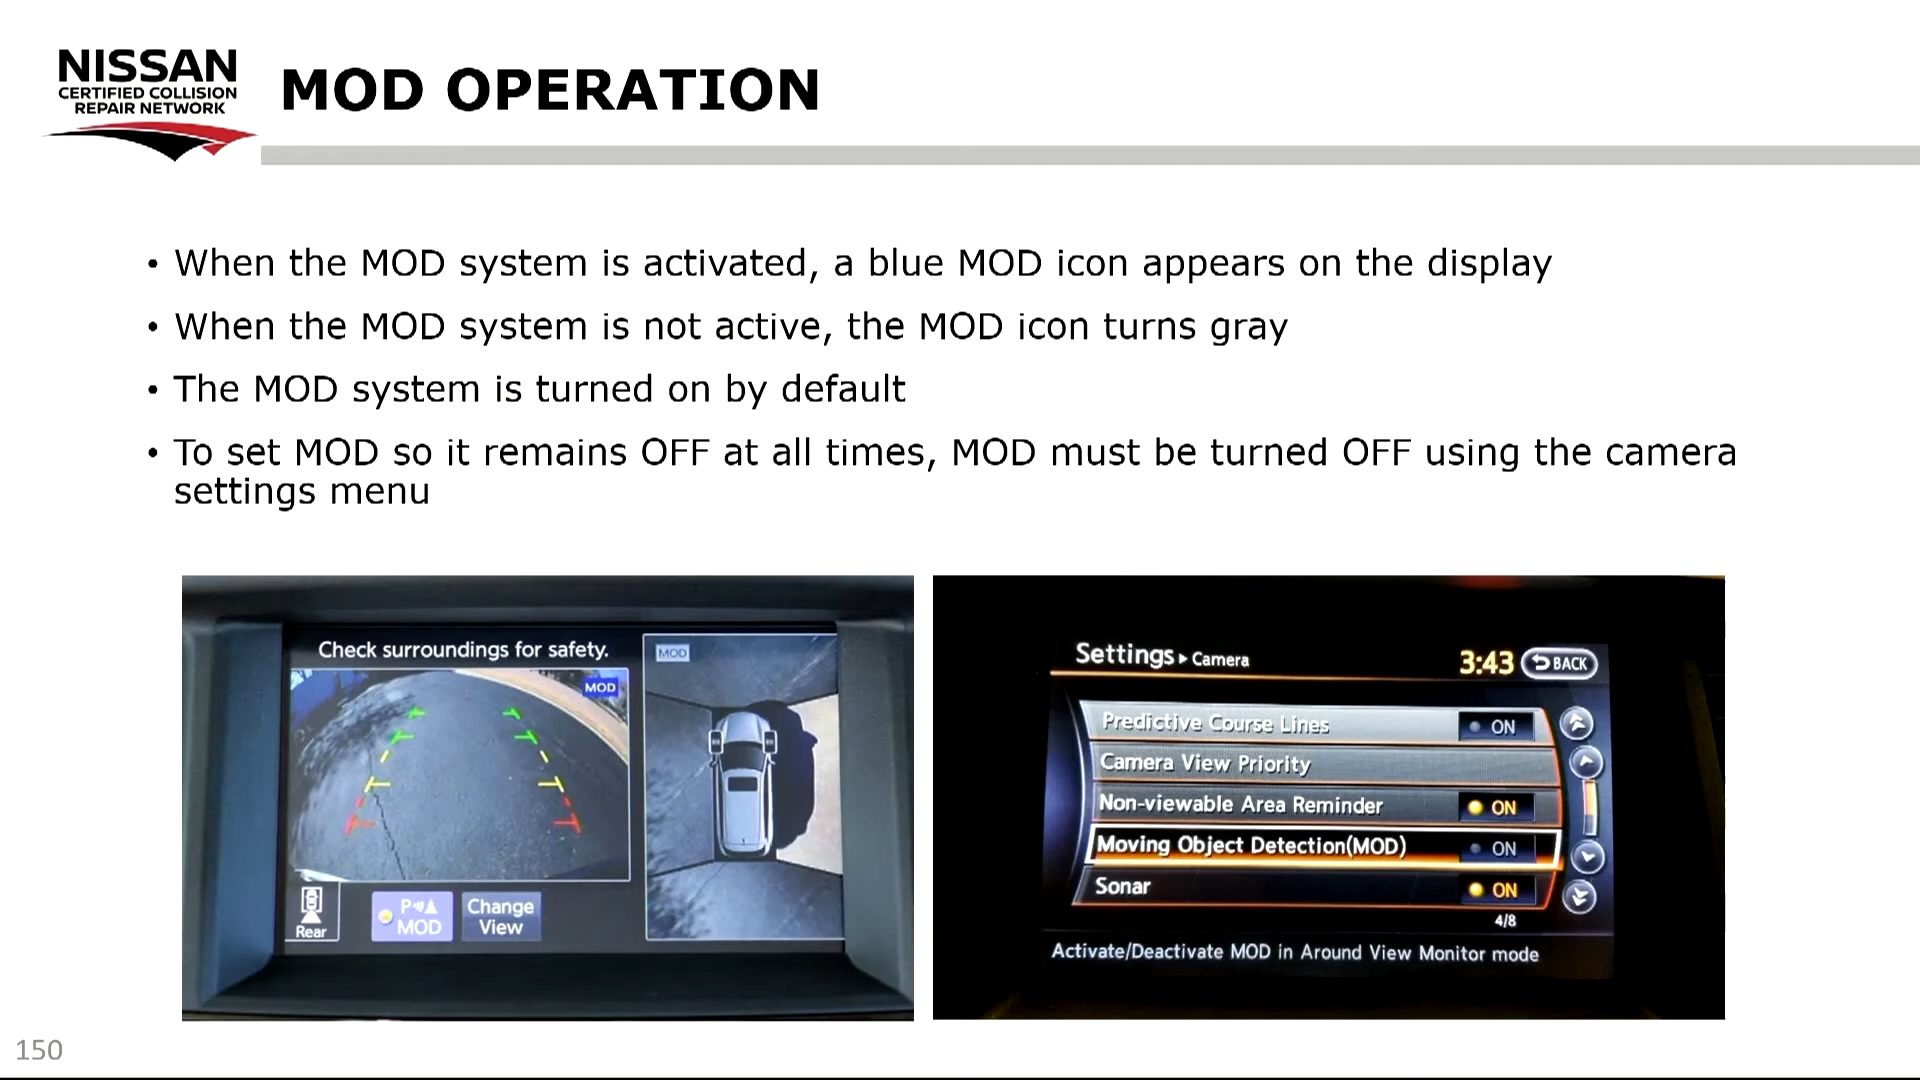 NISSAN
CERTIFIED COLLISION
REPAIR NETWORK
MOD OPERATION
• When the MOD system is activated, a blue MOD icon appears on the display
• When the MOD system is not active, the MOD icon turns gray
• The MOD system is turned on by default
• To set MOD so it remains OFF at all times, MOD must be turned OFF using the camera
settings menu
Check surroundings for safety.
MOD
MOD
Rear
P MOD
Change
View
Settings ▸ Camera
3:43
BACK
Predictive Course Lines ON
Camera View Priority
Non-viewable Area Reminder ON
Moving Object Detection(MOD) ON
Sonar ON
4/8
Activate/Deactivate MOD in Around View Monitor mode
150